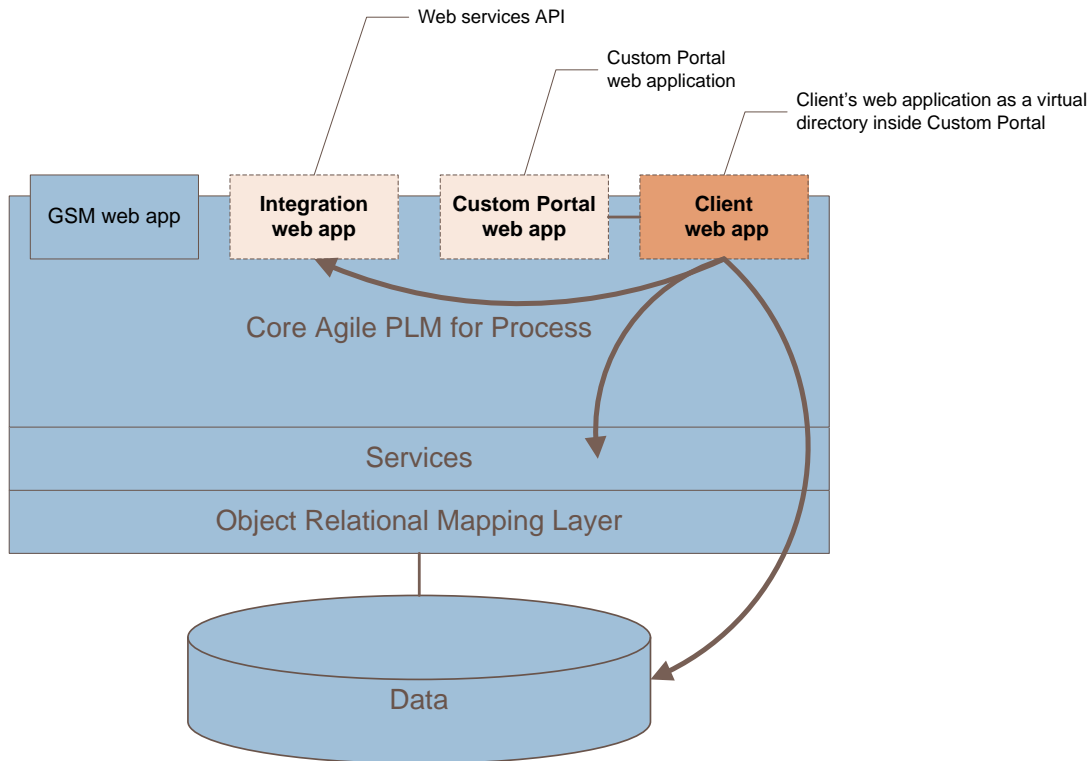 Web services API
Custom Portal
web application
Client’s web application as a virtual
directory inside Custom Portal
GSM web app
Integration
web app
Custom Portal
web app
Client
web app
Core Agile PLM for Process
Services
Object Relational Mapping Layer
Data